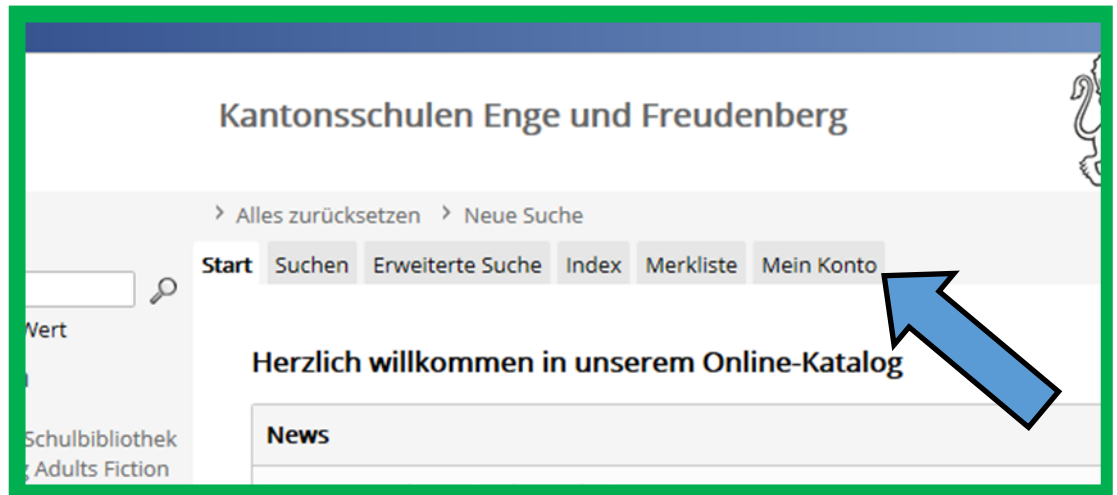 Kantonsschulen Enge und Freudenberg
> Alles zurücksetzen > Neue Suche
Start Suchen Erweiterte Suche Index Merkliste Mein Konto
Wert
Herzlich willkommen in unserem Online-Katalog
News
Schulbibliothek
Adults Fiction